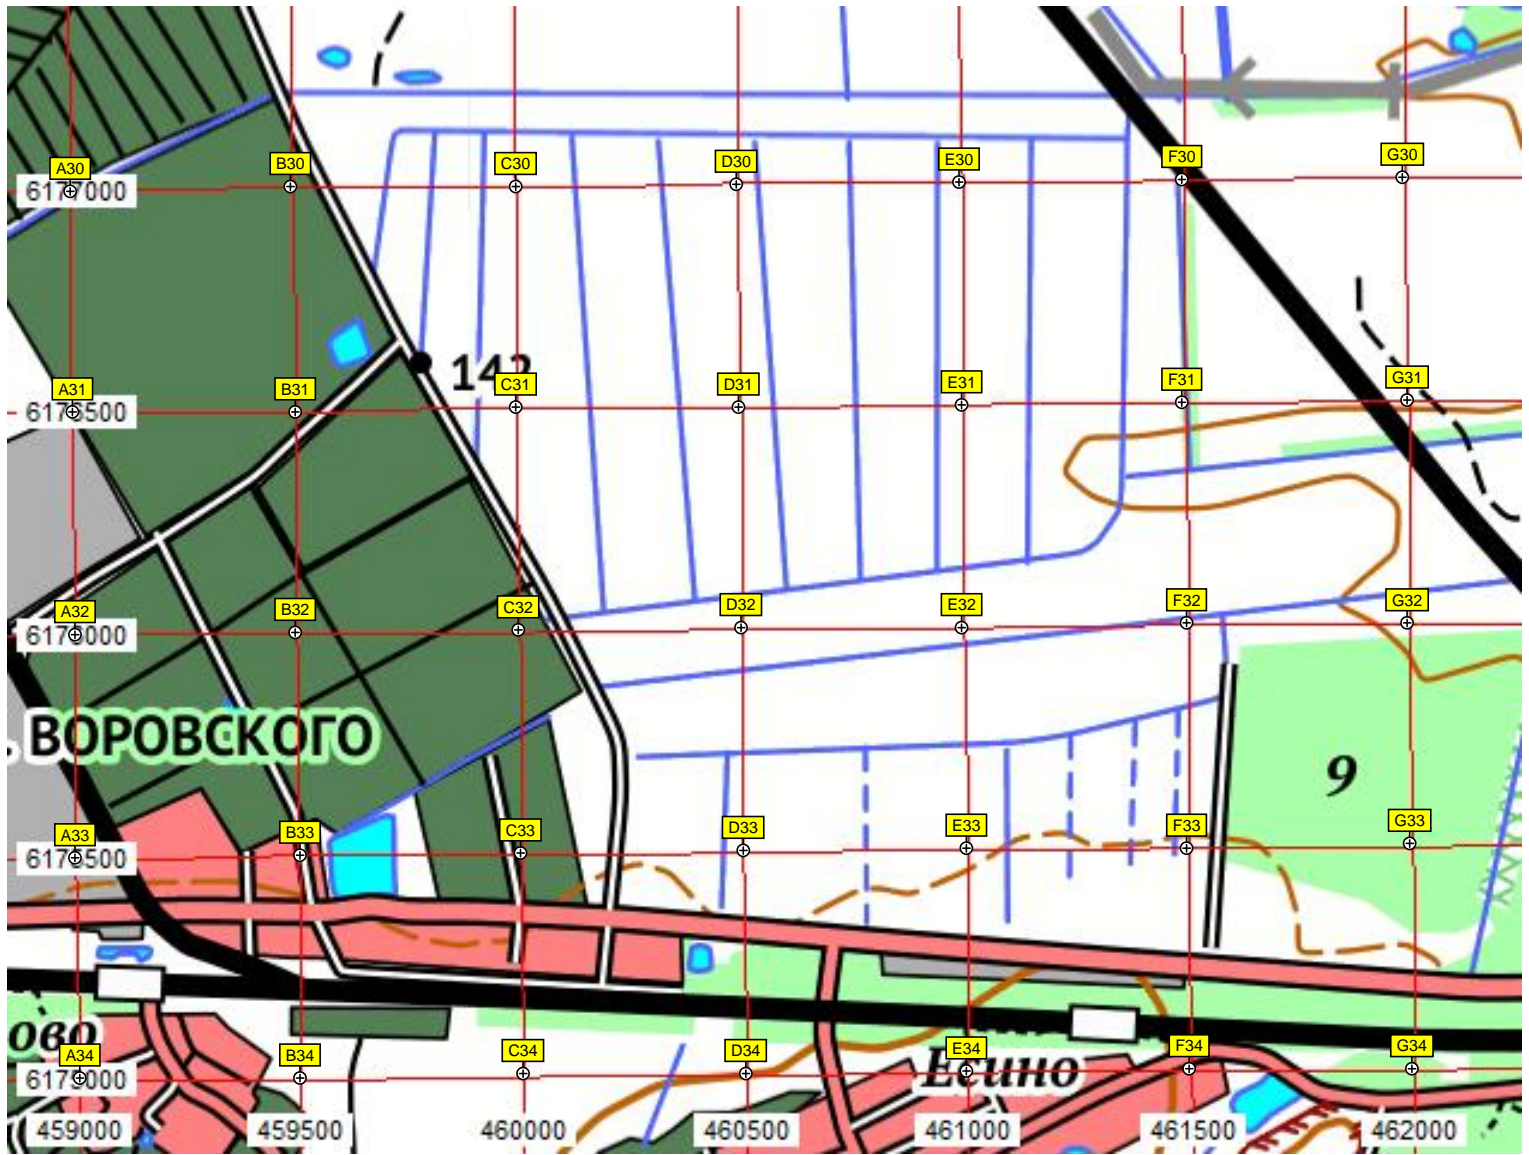 A30 B30 C30 D30 E30 F30 G30
6177000
142
A31 B31 C31 D31 E31 F31 G31
6176500
A32 B32 C32 D32 E32 F32 G32
6176000
ВОРОВСКОГО
9
A33 B33 C33 D33 E33 F33 G33
6175500
ово
Есино
A34 B34 C34 D34 E34 F34 G34
6175000
459000 459500 460000 460500 461000 461500 462000